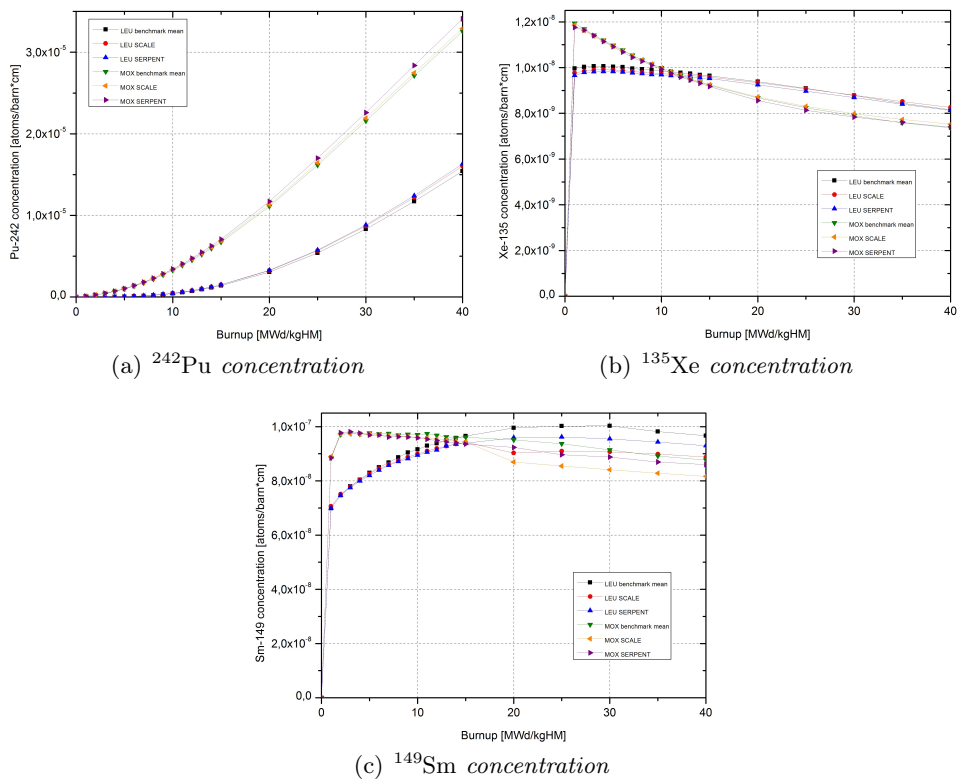 LEU benchmark mean
LEU SCALE
LEU SERPENT
MOX benchmark mean
MOX SCALE
MOX SERPENT
3,0x10⁻⁵
2,0x10⁻⁵
1,0x10⁻⁵
0,0
Pu-242 concentration [atoms/barn*cm]
0 10 20 30 40
Burnup [MWd/kgHM]
(a) ²⁴²Pu concentration
1,2x10⁻⁸
1,0x10⁻⁸
8,0x10⁻⁹
6,0x10⁻⁹
4,0x10⁻⁹
2,0x10⁻⁹
0,0
Xe-135 concentration [atoms/barn*cm]
LEU benchmark mean
LEU SCALE
LEU SERPENT
MOX benchmark mean
MOX SCALE
MOX SERPENT
0 10 20 30 40
Burnup [MWd/kgHM]
(b) ¹³⁵Xe concentration
1,0x10⁻⁷
8,0x10⁻⁸
6,0x10⁻⁸
4,0x10⁻⁸
2,0x10⁻⁸
0,0
Sm-149 concentration [atoms/barn*cm]
LEU benchmark mean
LEU SCALE
LEU SERPENT
MOX benchmark mean
MOX SCALE
MOX SERPENT
0 10 20 30 40
Burnup [MWd/kgHM]
(c) ¹⁴⁹Sm concentration